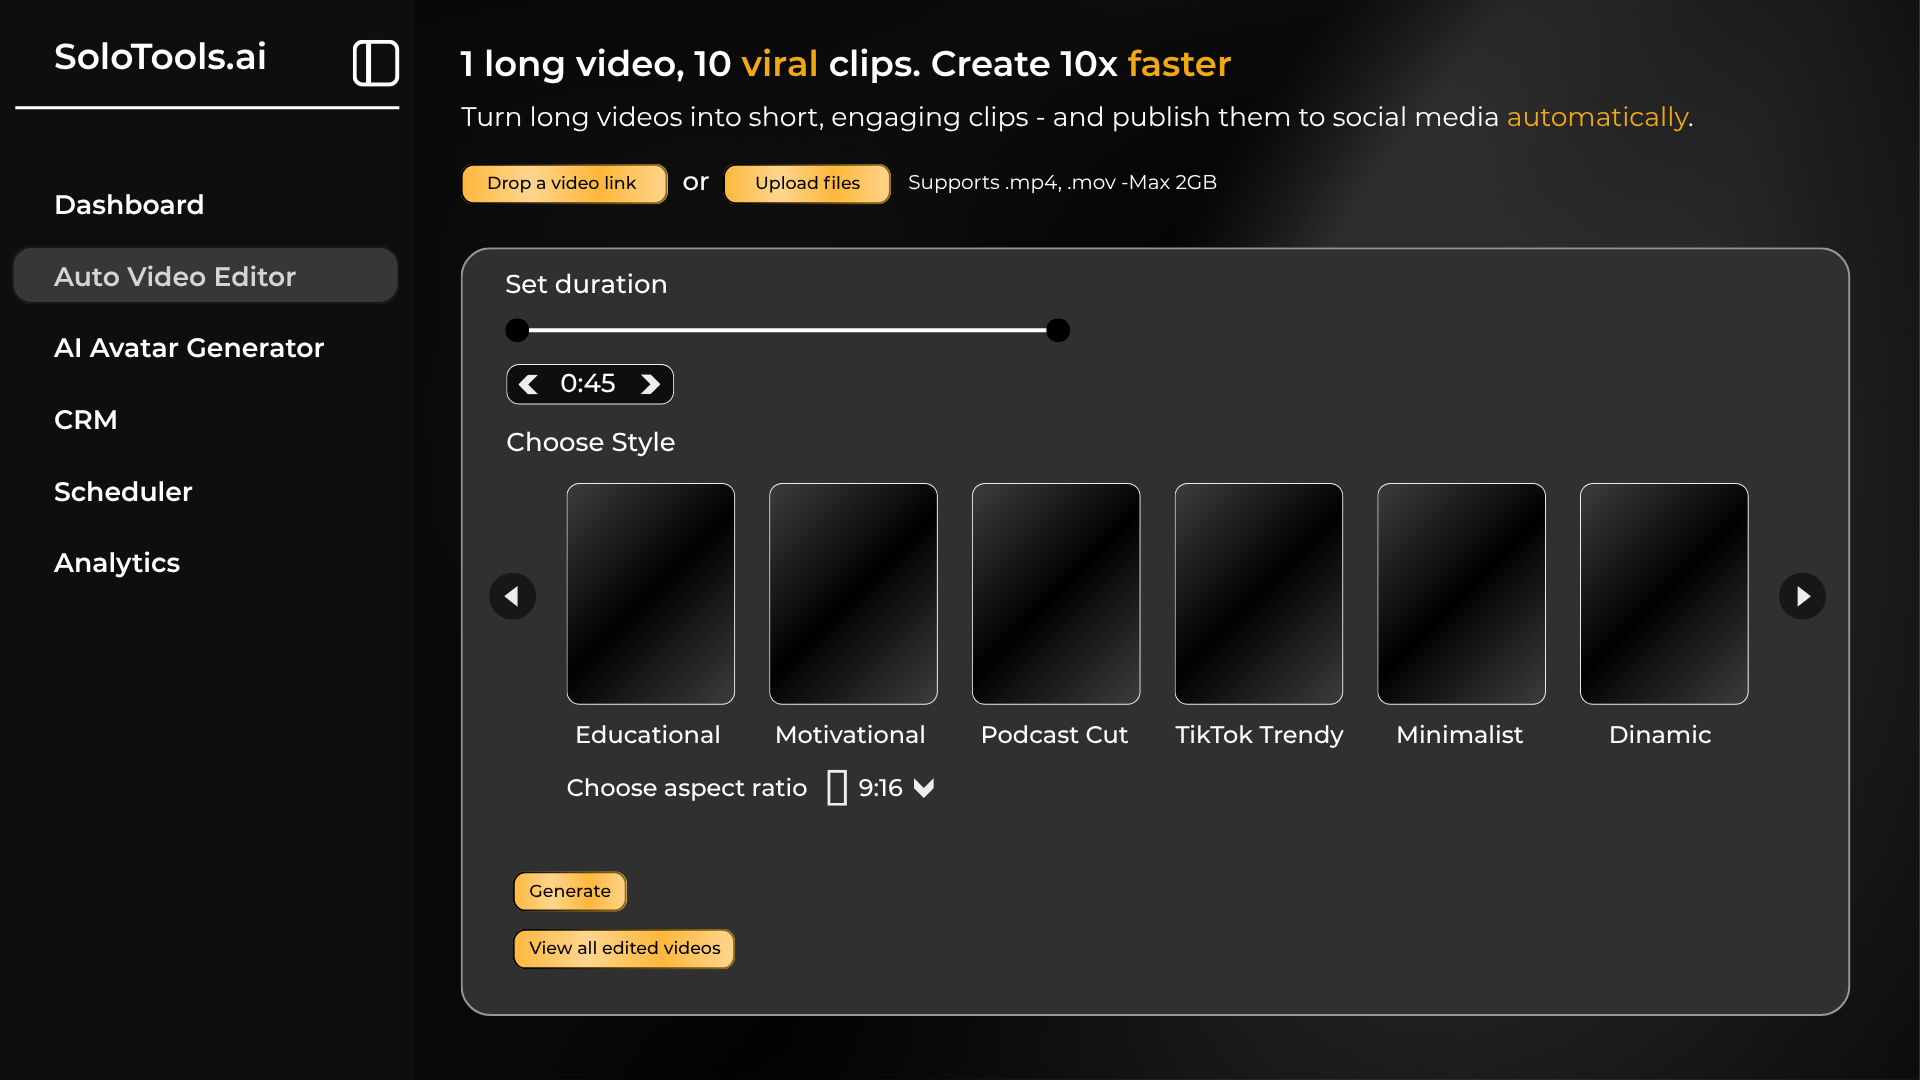 SoloTools.ai
Dashboard
Auto Video Editor
AI Avatar Generator
CRM
Scheduler
Analytics
1 long video, 10 viral clips. Create 10x faster
Turn long videos into short, engaging clips - and publish them to social media automatically.
Drop a video link or Upload files Supports .mp4, .mov -Max 2GB
Set duration
0:45
Choose Style
Educational Motivational Podcast Cut TikTok Trendy Minimalist Dinamic
Choose aspect ratio 9:16
Generate
View all edited videos